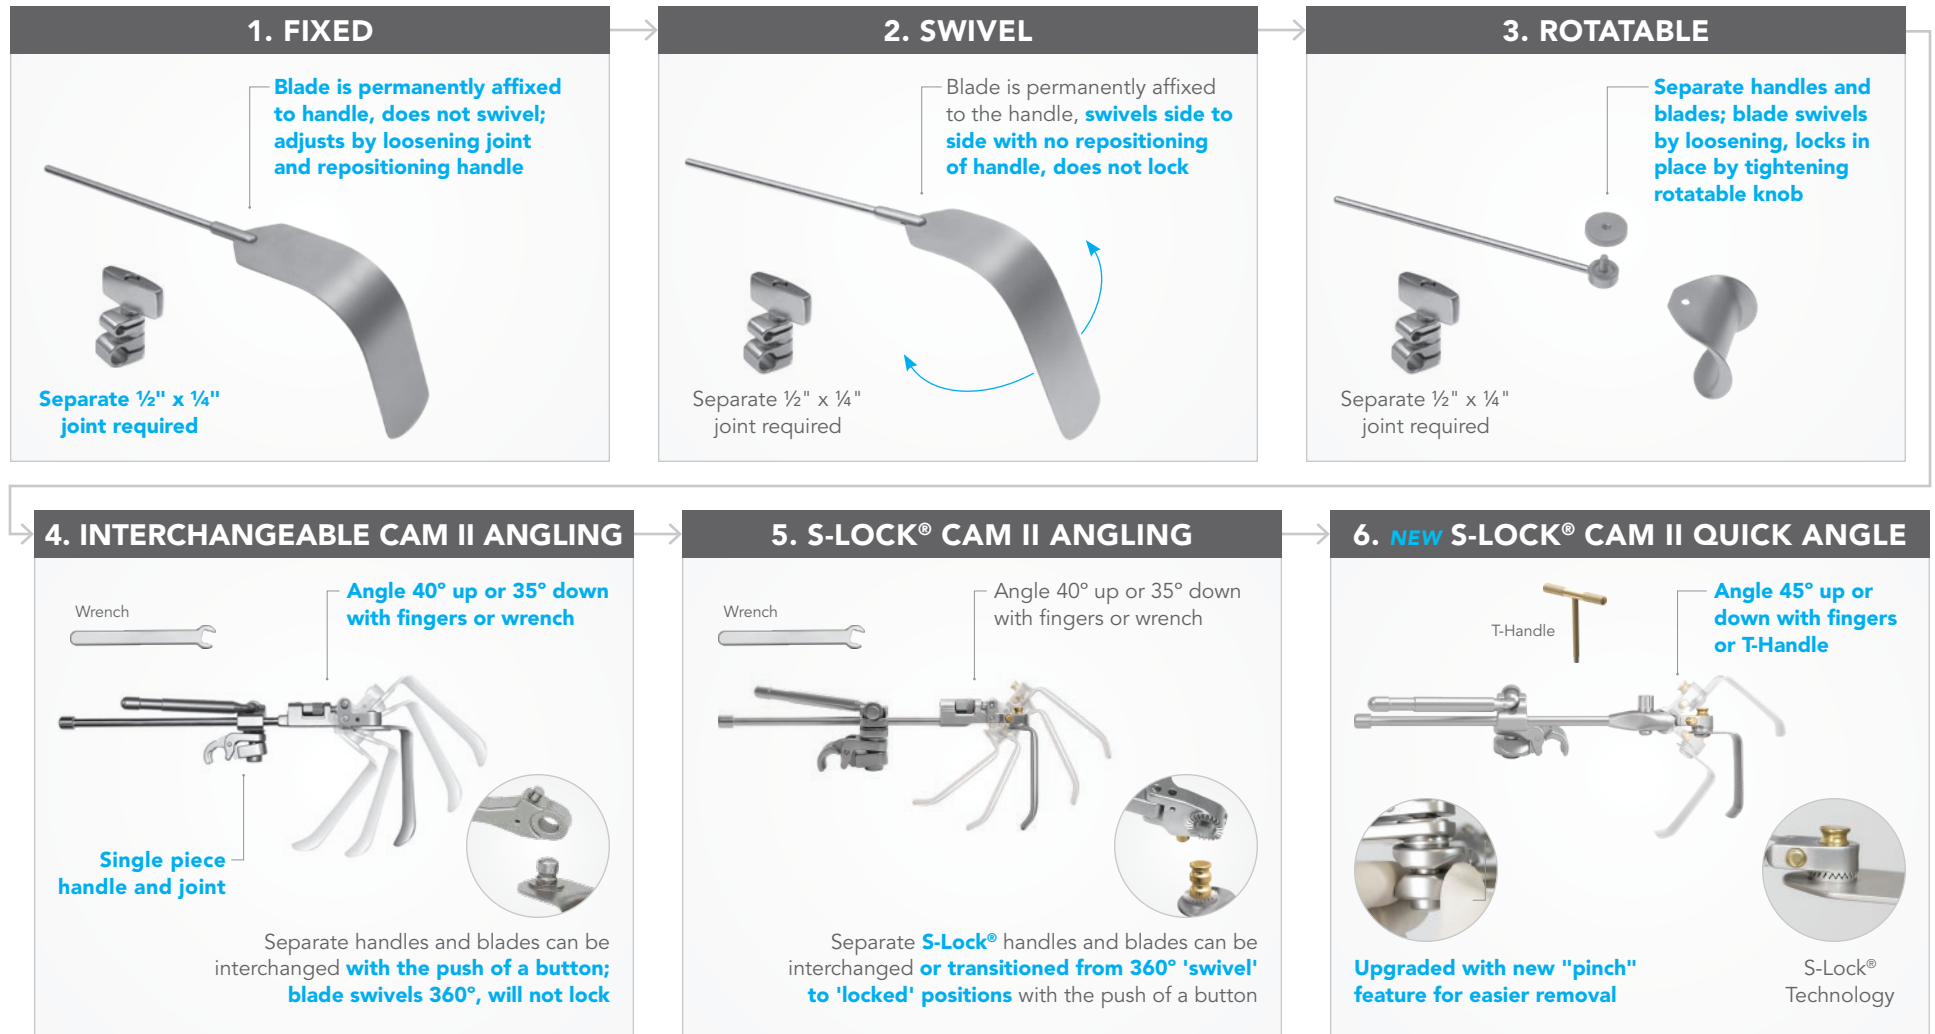 1. FIXED
Blade is permanently affixed
to handle, does not swivel;
adjusts by loosening joint
and repositioning handle
Separate ½" x ¼"
joint required
2. SWIVEL
Blade is permanently affixed
to the handle, swivels side to
side with no repositioning
of handle, does not lock
Separate ½" x ¼"
joint required
3. ROTATABLE
Separate handles and
blades; blade swivels
by loosening, locks in
place by tightening
rotatable knob
Separate ½" x ¼"
joint required
4. INTERCHANGEABLE CAM II ANGLING
Wrench
Angle 40º up or 35º down
with fingers or wrench
Single piece
handle and joint
Separate handles and blades can be
interchanged with the push of a button;
blade swivels 360º, will not lock
5. S-LOCK® CAM II ANGLING
Wrench
Angle 40º up or 35º down
with fingers or wrench
Separate S-Lock® handles and blades can be
interchanged or transitioned from 360º 'swivel'
to 'locked' positions with the push of a button
6. NEW S-LOCK® CAM II QUICK ANGLE
T-Handle
Angle 45º up or
down with fingers
or T-Handle
Upgraded with new "pinch"
feature for easier removal
S-Lock®
Technology